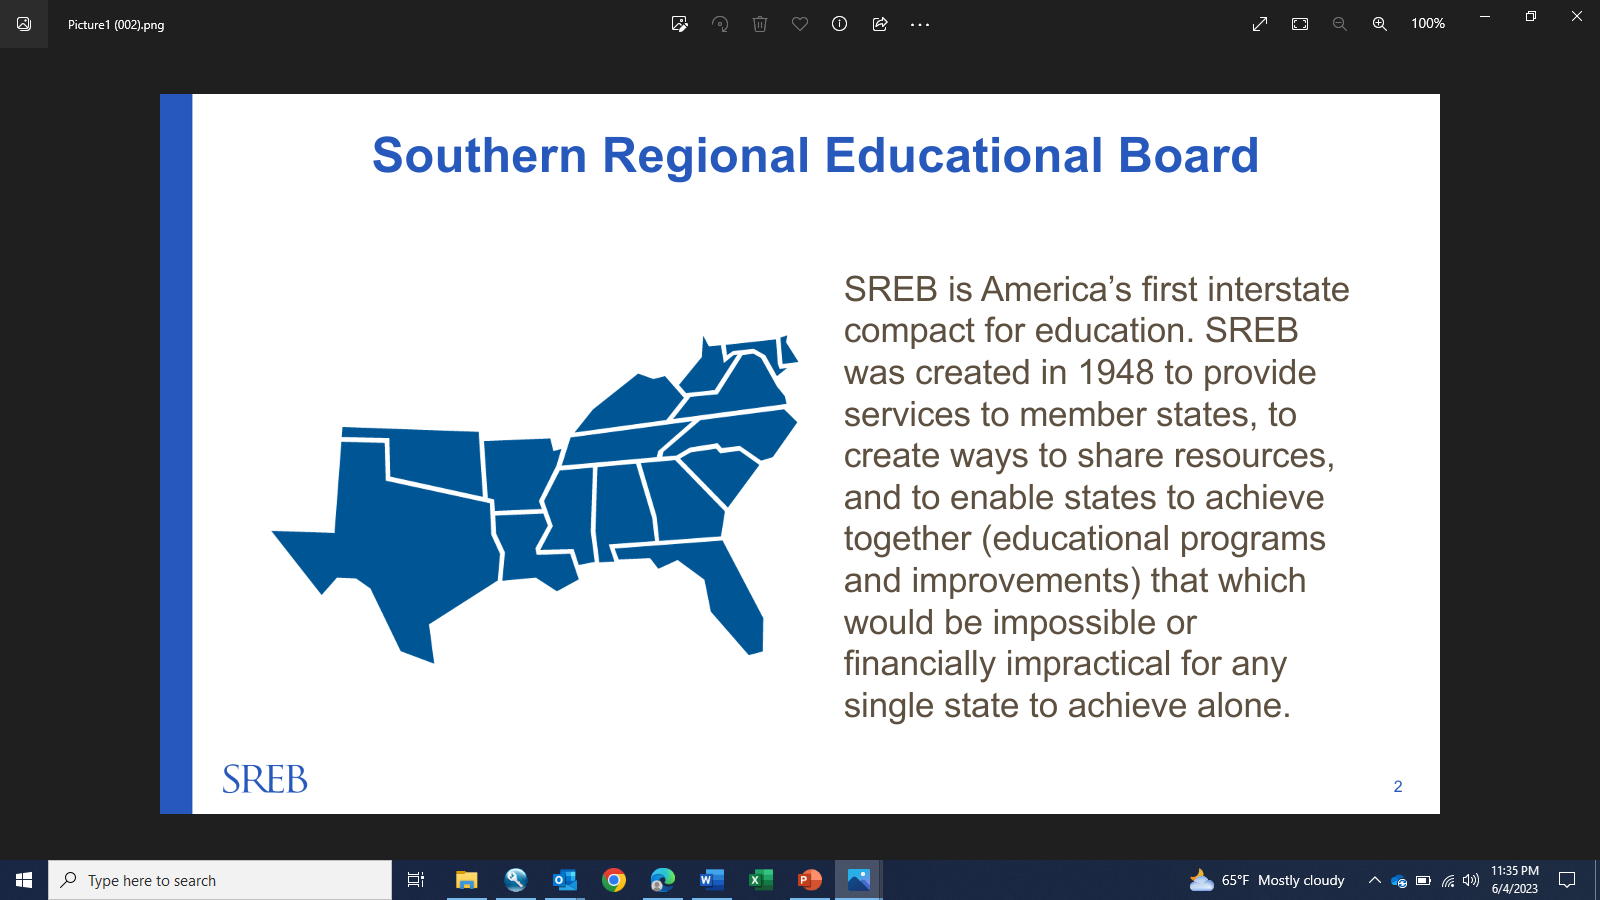 Picture1 (002).png
100%
Southern Regional Educational Board
SREB is America’s first interstate
compact for education. SREB
was created in 1948 to provide
services to member states, to
create ways to share resources,
and to enable states to achieve
together (educational programs
and improvements) that which
would be impossible or
financially impractical for any
single state to achieve alone.
SREB
2
Type here to search
65°F Mostly cloudy
11:35 PM
6/4/2023